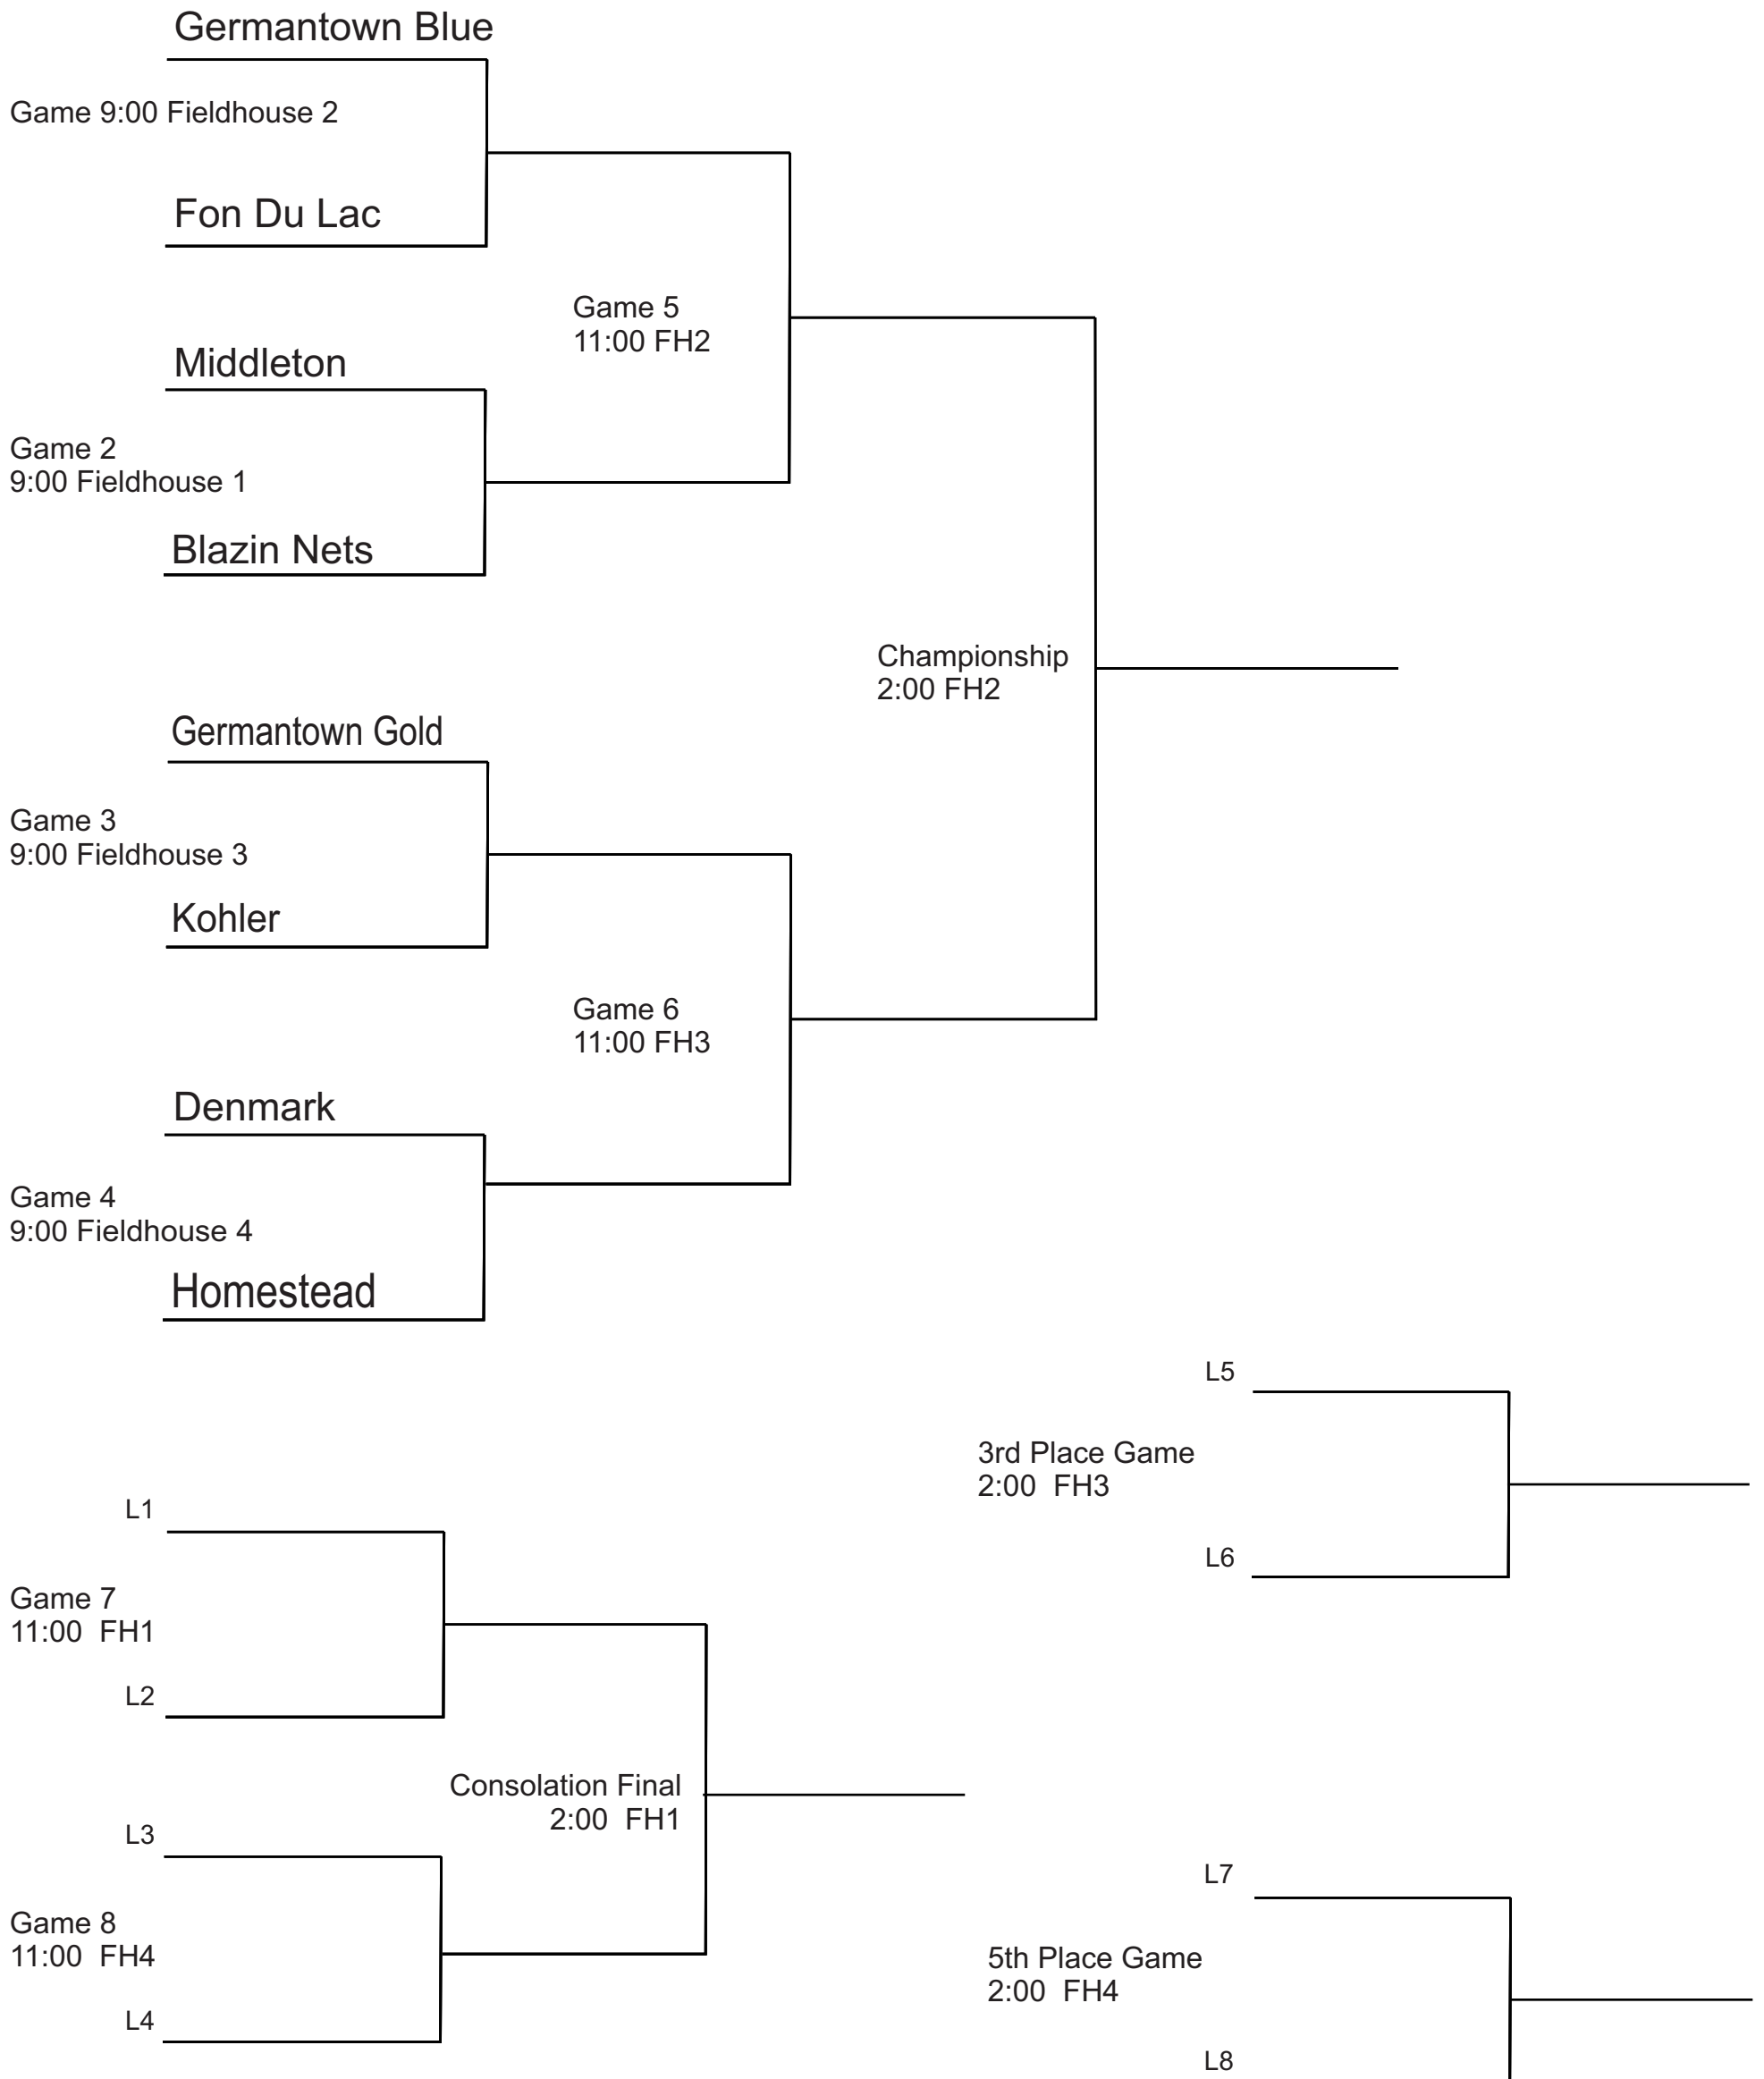 Germantown Blue
Game 9:00 Fieldhouse 2
Fon Du Lac
Game 5
11:00 FH2
Middleton
Game 2
9:00 Fieldhouse 1
Blazin Nets
Championship
2:00 FH2
Germantown Gold
Game 3
9:00 Fieldhouse 3
Kohler
Game 6
11:00 FH3
Denmark
Game 4
9:00 Fieldhouse 4
Homestead
L5
3rd Place Game
2:00 FH3
L6
L1
Game 7
11:00 FH1
L2
Consolation Final
2:00 FH1
L3
Game 8
11:00 FH4
L4
L7
5th Place Game
2:00 FH4
L8